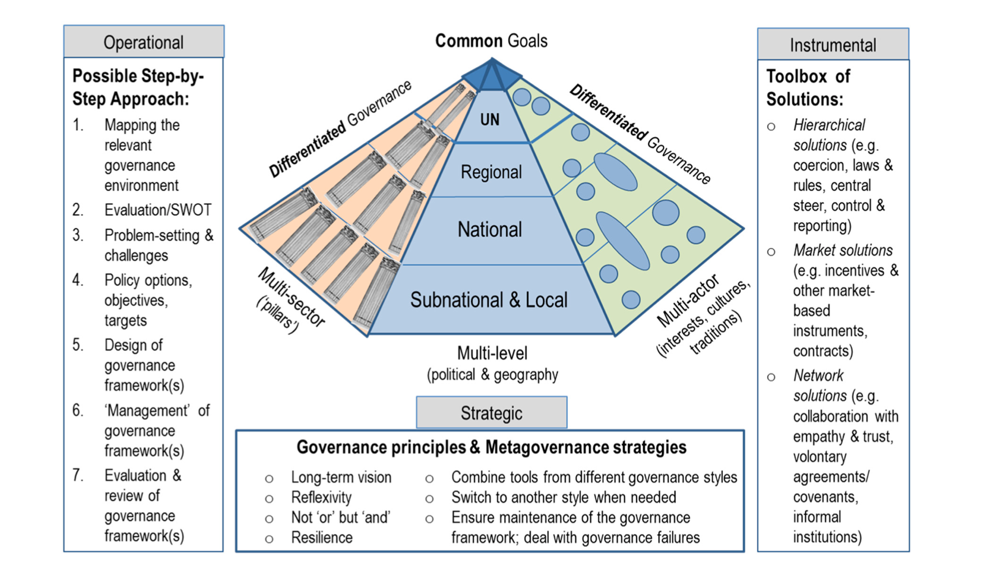 Operational
Possible Step-by-
Step Approach:
1. Mapping the
relevant
governance
environment
2. Evaluation/SWOT
3. Problem-setting &
challenges
4. Policy options,
objectives,
targets
5. Design of
governance
framework(s)
6. ‘Management’ of
governance
framework(s)
7. Evaluation &
review of
governance
framework(s)
Common Goals
Differentiated Governance
Differentiated Governance
UN
Regional
National
Subnational & Local
Multi-sector
(‘pillars’)
Multi-level
(political & geography
Multi-actor
(interests, cultures,
traditions)
Strategic
Governance principles & Metagovernance strategies
o Long-term vision
o Reflexivity
o Not ‘or’ but ‘and’
o Resilience
o Combine tools from different governance styles
o Switch to another style when needed
o Ensure maintenance of the governance
framework; deal with governance failures
Instrumental
Toolbox of
Solutions:
o Hierarchical
solutions (e.g.
coercion, laws &
rules, central
steer, control &
reporting)
o Market solutions
(e.g. incentives &
other market-
based
instruments,
contracts)
o Network
solutions (e.g.
collaboration with
empathy & trust,
volontary
agreements/
covenants,
informal
institutions)